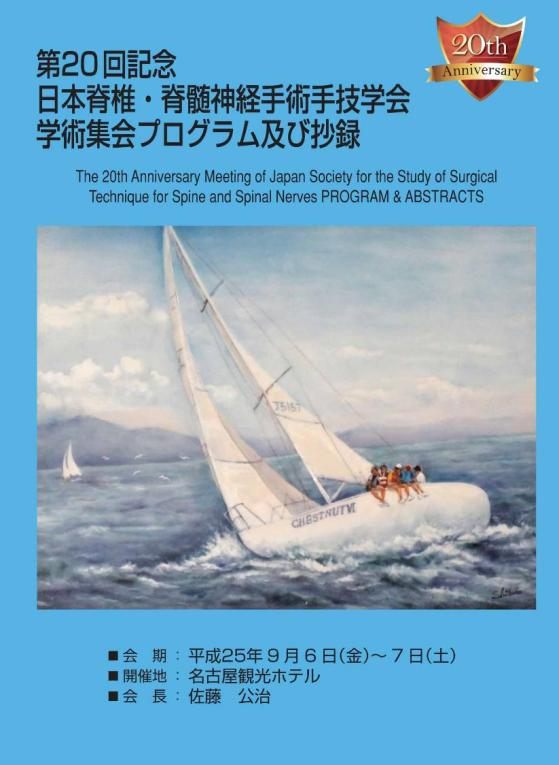 20th
Anniversary
第20回記念
日本脊椎・脊髄神経手術手技学会
学術集会プログラム及び抄録
The 20th Anniversary Meeting of Japan Society for the Study of Surgical
Technique for Spine and Spinal Nerves PROGRAM & ABSTRACTS
CHESTNUT VI
■会　期：平成25年9月6日(金)～7日(土)
■開催地：名古屋観光ホテル
■会　長：佐藤　公治